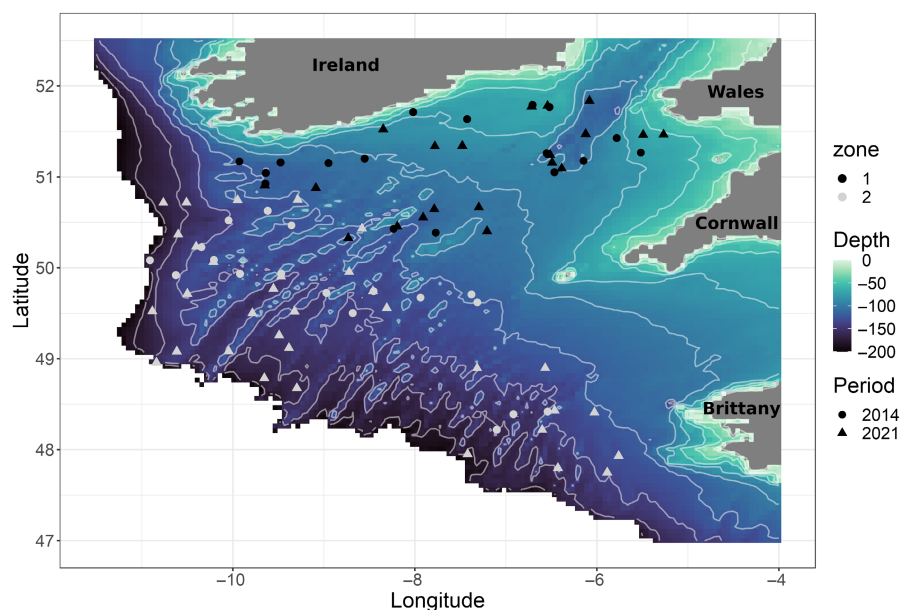 Ireland
Wales
Cornwall
Brittany
52
51
50
49
48
47
−10
−8
−6
−4
Longitude
Latitude
zone
1
2
Depth
0
−50
−100
−150
−200
Period
2014
2021